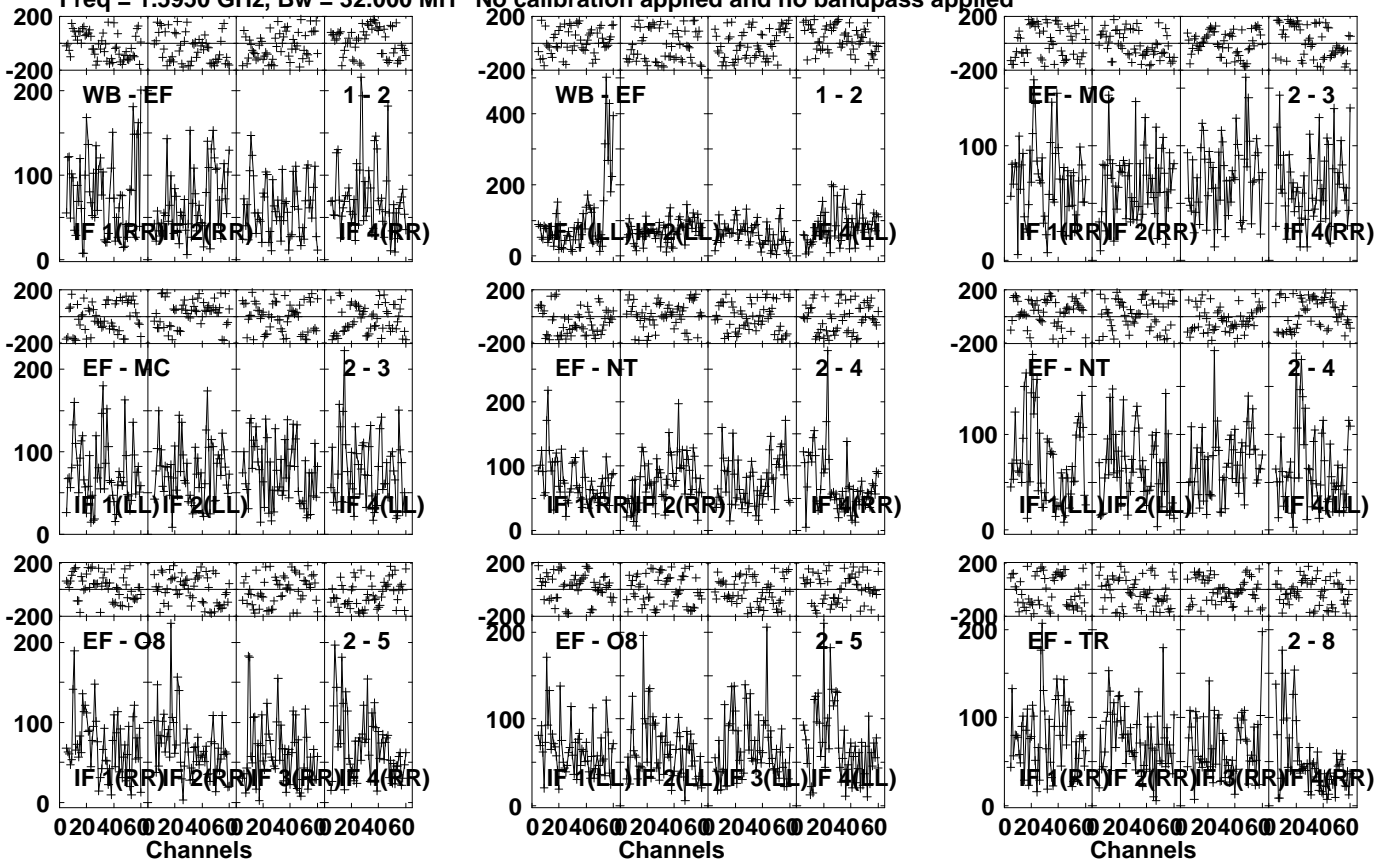 Freq = 1.5950 GHz, Bw = 32.000 MH No calibration applied and no bandpass applied
200
-200
200
100
0
WB - EF
1 - 2
IF 1(RR)
IF 2(RR)
IF 4(RR)
400
200
0
WB - EF
1 - 2
IF 1(LL)
IF 2(LL)
IF 4(LL)
200
-200
100
0
EF - MC
2 - 3
IF 1(RR)
IF 2(RR)
IF 4(RR)
200
-200
200
100
0
EF - MC
2 - 3
IF 1(LL)
IF 2(LL)
IF 4(LL)
200
-200
200
100
0
EF - NT
2 - 4
IF 1(RR)
IF 2(RR)
IF 4(RR)
200
-200
100
0
EF - NT
2 - 4
IF 1(LL)
IF 2(LL)
IF 4(LL)
200
-200
200
100
0
EF - O8
2 - 5
IF 1(RR)
IF 2(RR)
IF 3(RR)
IF 4(RR)
0 20 40 60 0 20 40 60 0 20 40 60 0 20 40 60
Channels
200
-200
200
100
0
EF - O8
2 - 5
IF 1(LL)
IF 2(LL)
IF 3(LL)
IF 4(LL)
0 20 40 60 0 20 40 60 0 20 40 60 0 20 40 60
Channels
200
-200
200
100
0
EF - TR
2 - 8
IF 1(RR)
IF 2(RR)
IF 3(RR)
IF 4(RR)
0 20 40 60 0 20 40 60 0 20 40 60 0 20 40 60
Channels